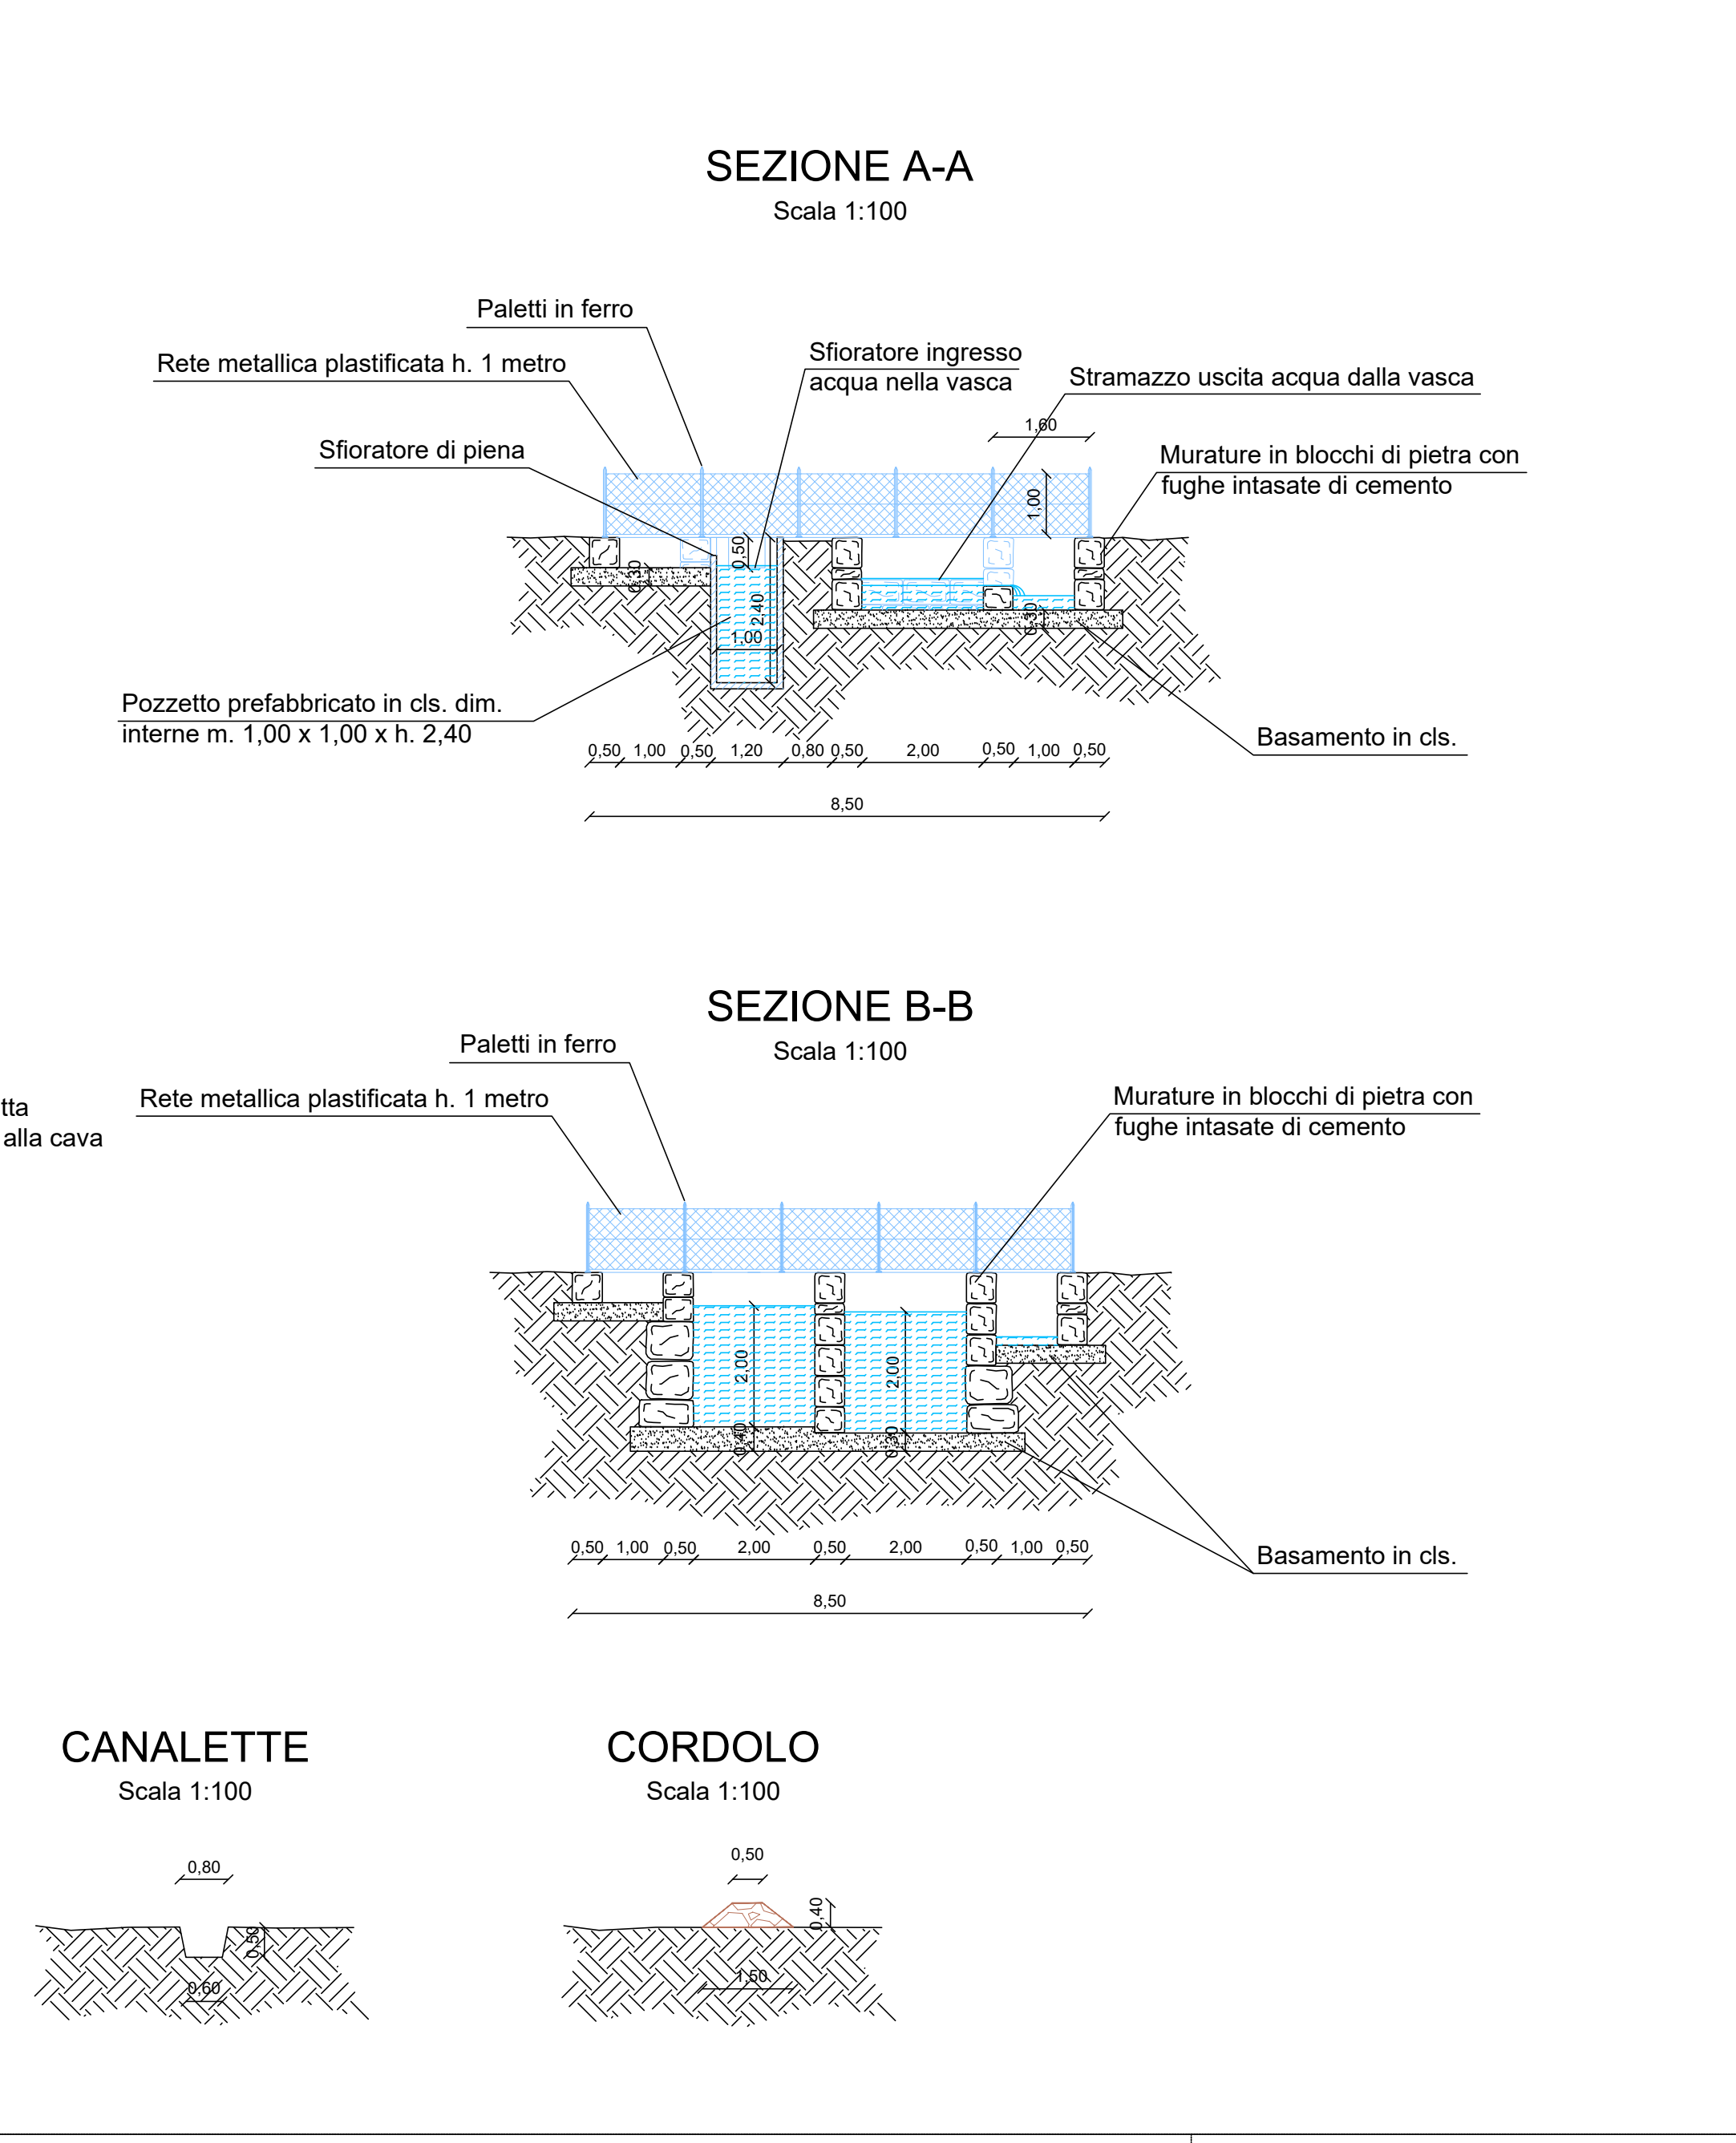 SEZIONE A-A
Scala 1:100
Paletti in ferro
Rete metallica plastificata h. 1 metro
Sfioratore ingresso
acqua nella vasca
Stramazzo uscita acqua dalla vasca
1,60
Sfioratore di piena
Murature in blocchi di pietra con
fughe intasate di cemento
1,00
0,50
0,30
2,40
1,00
0,30
Pozzetto prefabbricato in cls. dim.
interne m. 1,00 x 1,00 x h. 2,40
Basamento in cls.
0,50 1,00 0,50 1,20 0,80 0,50 2,00 0,50 1,00 0,50
8,50
SEZIONE B-B
Scala 1:100
Paletti in ferro
Rete metallica plastificata h. 1 metro
tta
alla cava
Murature in blocchi di pietra con
fughe intasate di cemento
2,00
2,00
0,40
0,30
0,50 1,00 0,50 2,00 0,50 2,00 0,50 1,00 0,50
8,50
Basamento in cls.
CANALETTE
Scala 1:100
0,80
0,50
0,60
CORDOLO
Scala 1:100
0,50
0,40
1,50